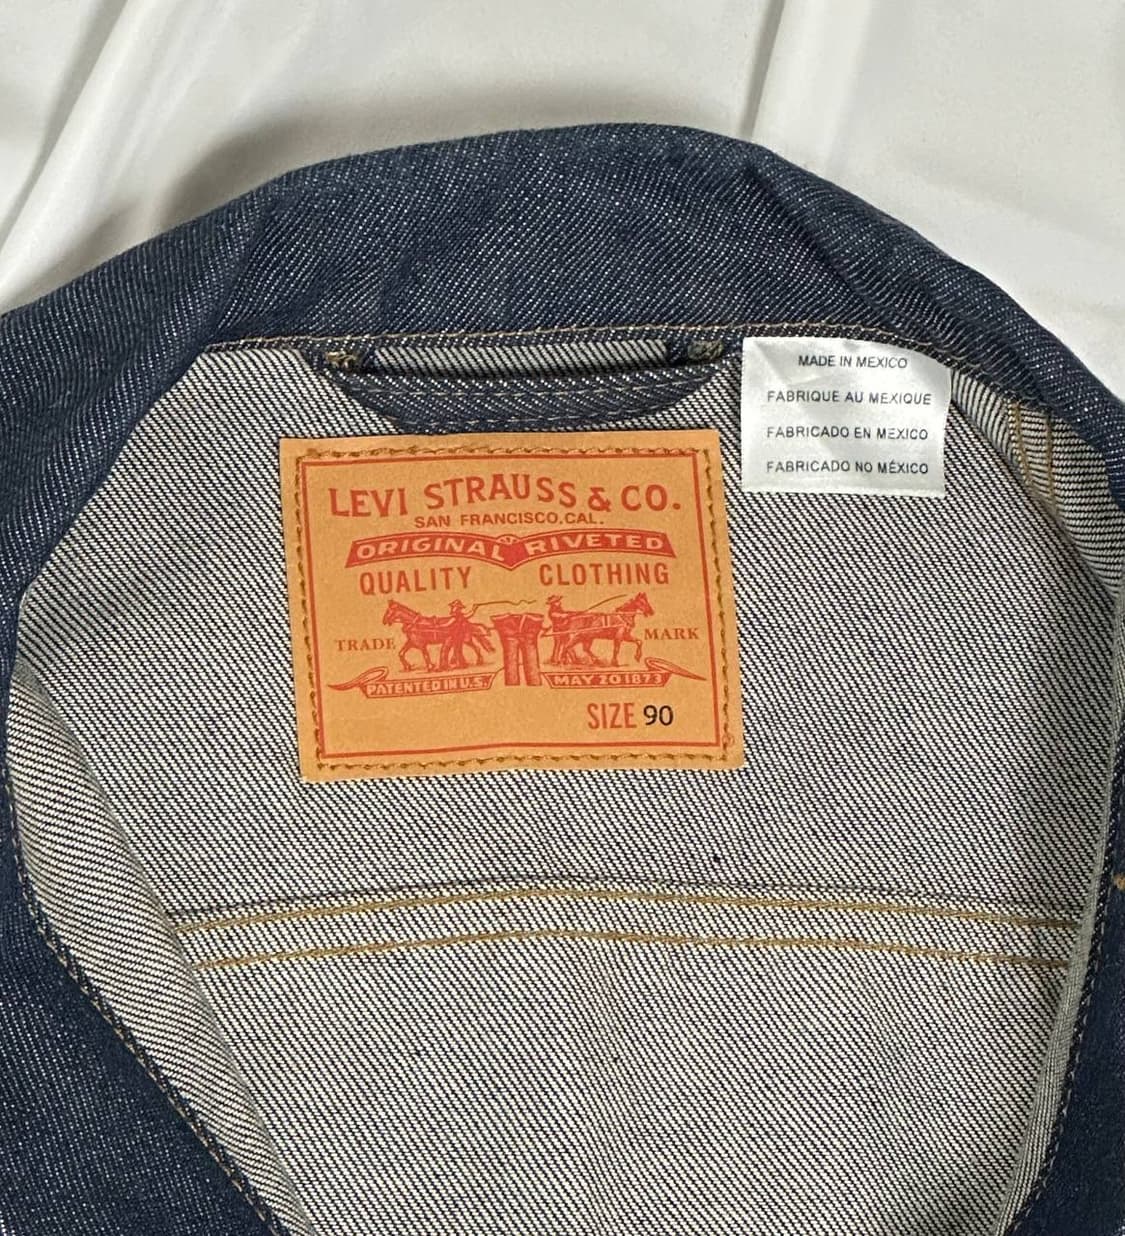 LEVI STRAUSS & CO.
SAN FRANCISCO, CAL.
ORIGINAL RIVETED
QUALITY CLOTHING
TRADE MARK
PATENTED IN U.S. MAY 20 1873
SIZE 90
MADE IN MEXICO
FABRIQUE AU MEXIQUE
FABRICADO EN MEXICO
FABRICADO NO MÉXICO